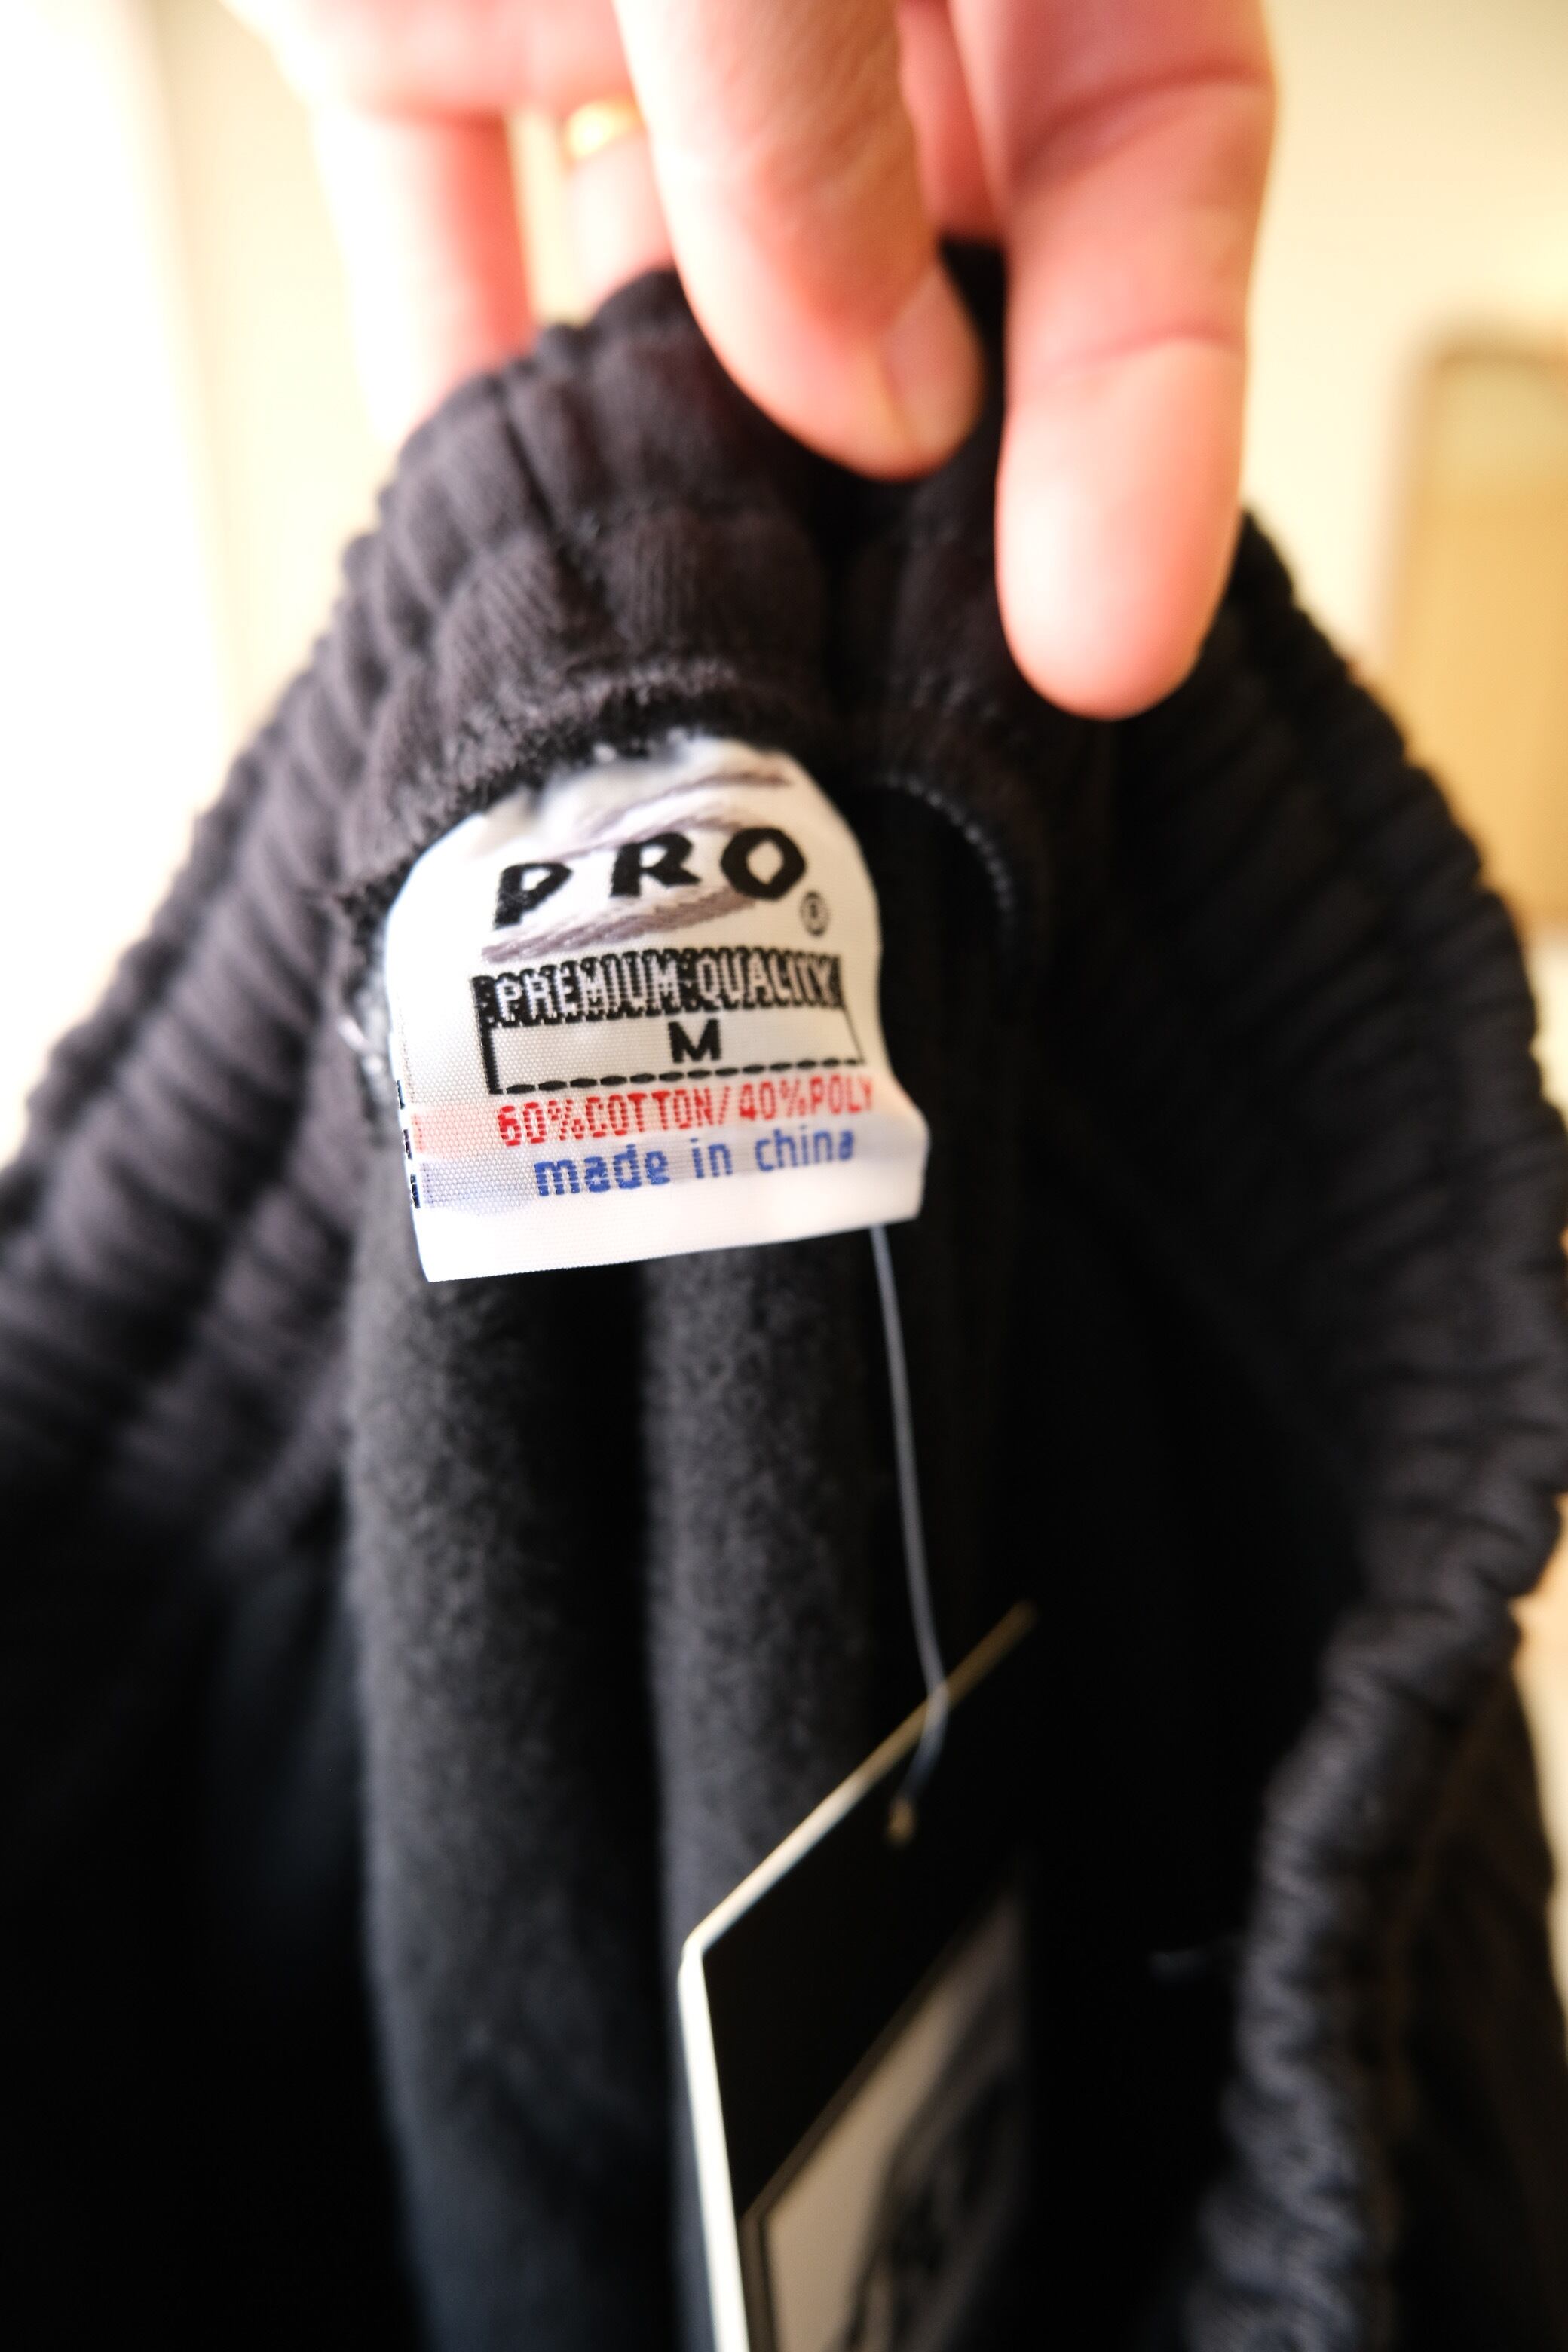 PRO®
PREMIUM QUALITY
M
60%COTTON/40%POLY
made in china